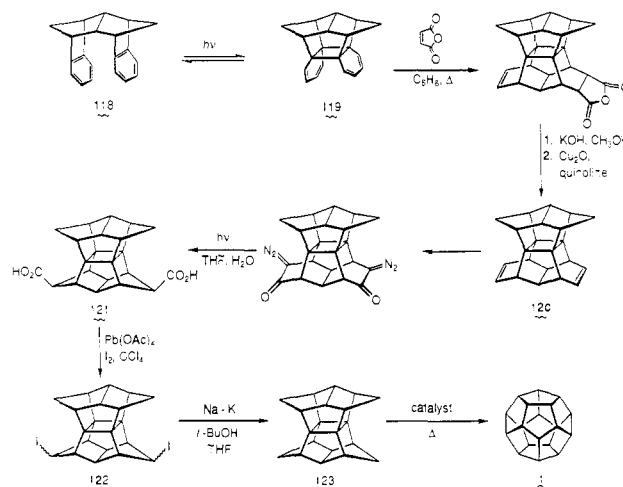 hν
118
119
O
O
O
C6H6, Δ
O
O
O
1. KOH, CH3O
2. Cu2O,
quinoline
120
N2
N2
O
O
hν
THF, H2O
HO2C
CO2H
121
Pb(OAc)4
I2, CCl4
I
I
122
Na - K
t-BuOH
THF
123
catalyst
Δ
1